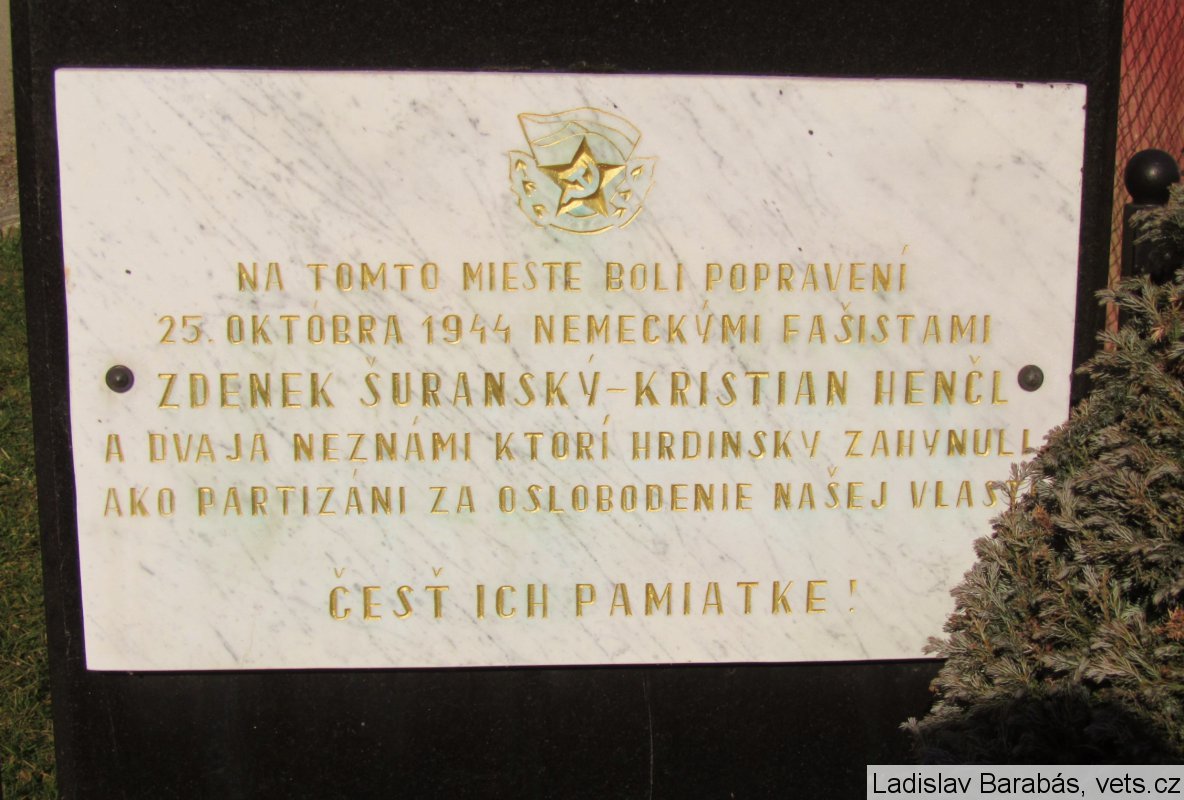 NA TOMTO MIESTE BOLI POPRAVENÍ
25. OKTÓBRA 1944 NEMECKÝMI FAŠISTAMI
ZDENEK ŠURANSKÝ-KRISTIAN HENČL
A DVAJA NEZNÁMI KTORÍ HRDINSKY ZAHYNULI
AKO PARTIZÁNI ZA OSLOBODENIE NAŠEJ
ČESŤ ICH PAMIATKE!
Ladislav Barabás, vets.cz